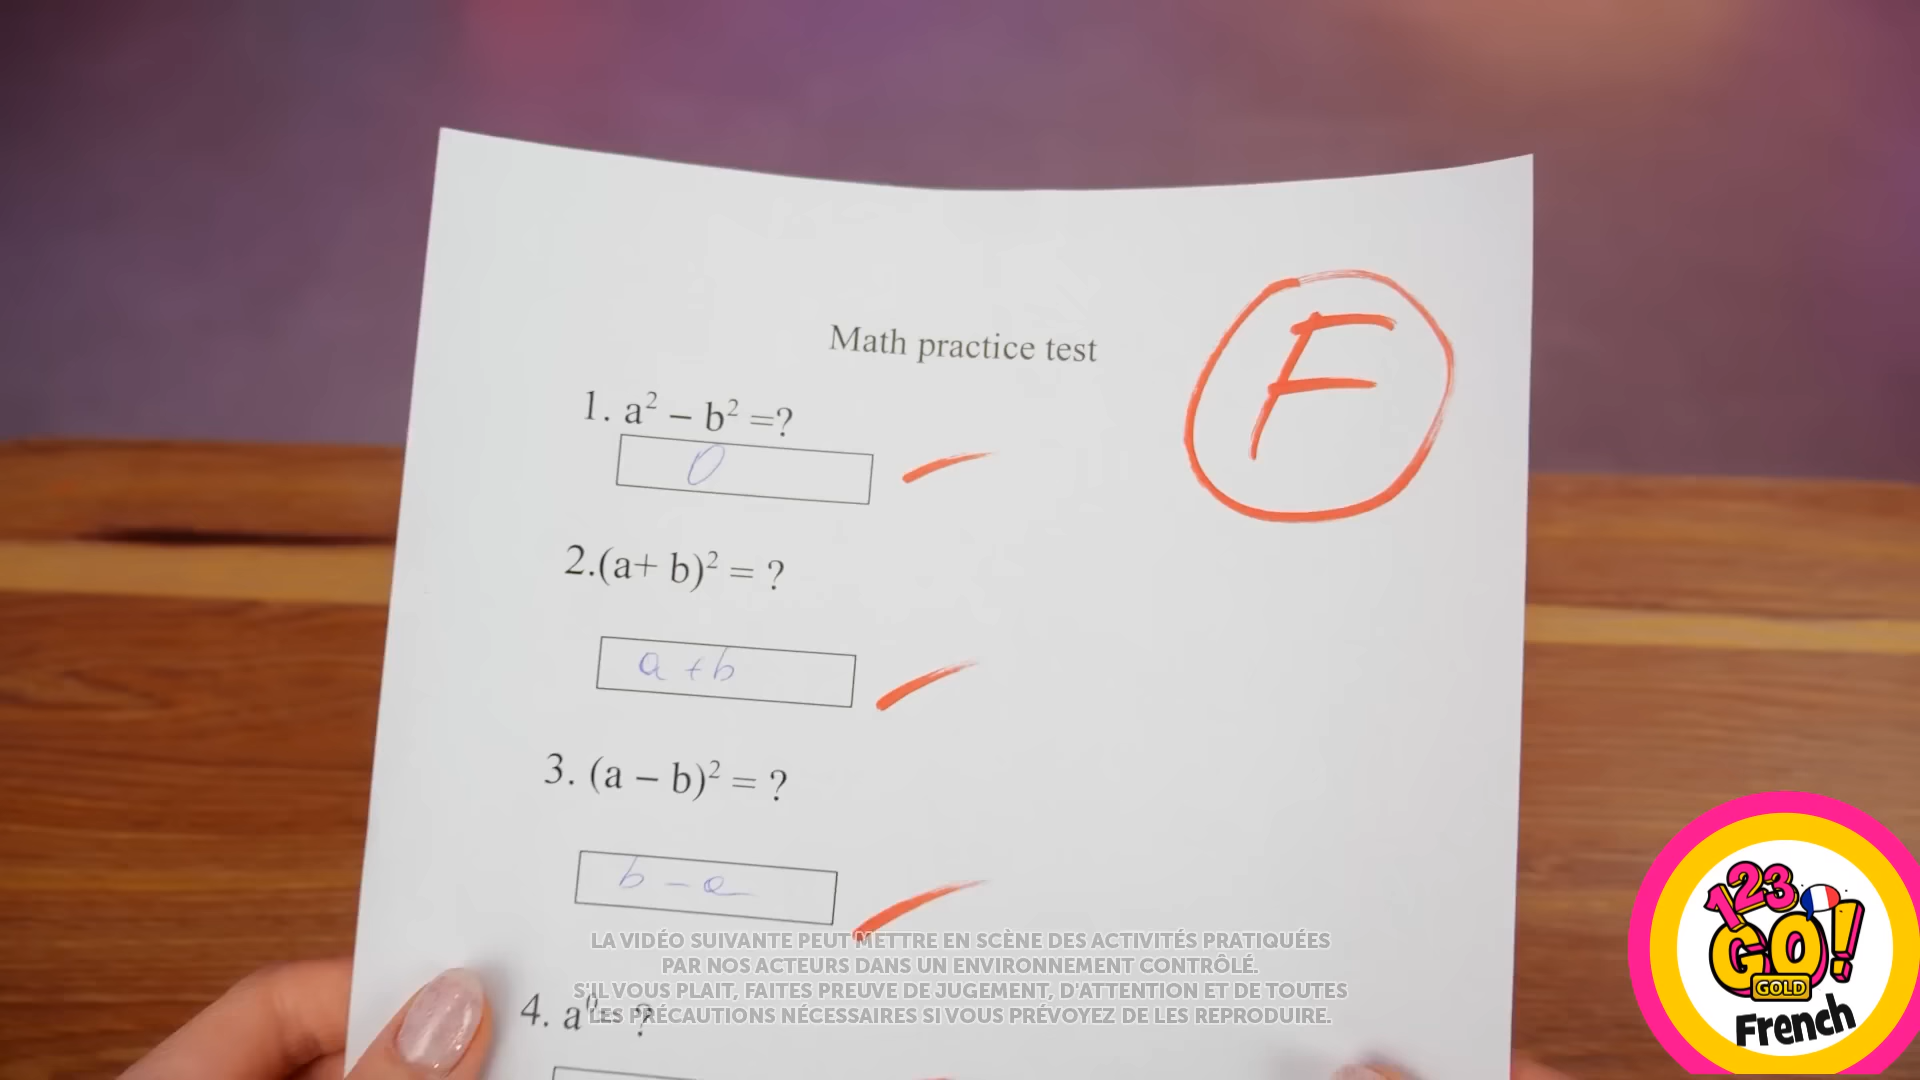 Math practice test
F
1. a² – b² =?
0
2.(a+ b)² = ?
a + b
3. (a – b)² = ?
b – a
4. a⁰= ?
LA VIDÉO SUIVANTE PEUT METTRE EN SCÈNE DES ACTIVITÉS PRATIQUÉES
PAR NOS ACTEURS DANS UN ENVIRONNEMENT CONTRÔLÉ.
S'IL VOUS PLAIT, FAITES PREUVE DE JUGEMENT, D'ATTENTION ET DE TOUTES
LES PRÉCAUTIONS NÉCESSAIRES SI VOUS PRÉVOYEZ DE LES REPRODUIRE.
123
GO!
GOLD
French